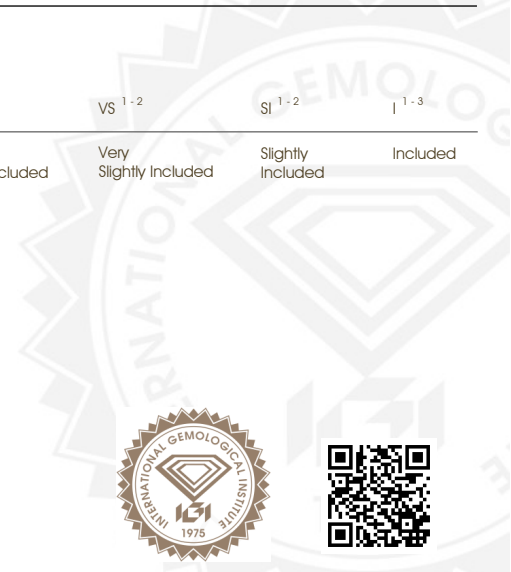 VS 1 - 2
SI 1 - 2
I 1 - 3
cluded
Very
Slightly Included
Slightly
Included
Included
INTERNATIONAL GEMOLOGICAL INSTITUTE
IGI
1975